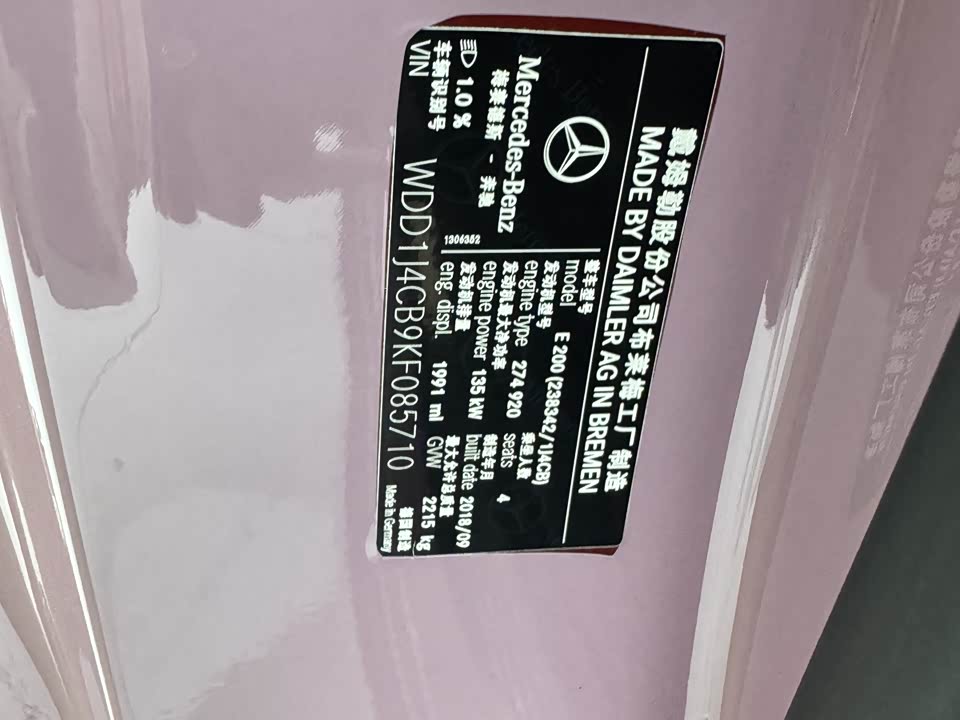 戴姆勒股份公司布莱梅工厂制造
MADE BY DAIMLER AG IN BREMEN
Mercedes-Benz
梅赛德斯 - 奔驰
1.0 %
1306352
整车型号
model E 200 (238342/1J4CB)
发动机型号 乘坐人数
engine type 274 920 seats 4
发动机最大净功率 制造年月
engine power 135 kW built date 2018/09
发动机排量 最大允许总质量
eng. displ. 1991 ml GVW 2215 kg
车辆识别号 德国制造
VIN WDD1J4CB9KF085710 Made in Germany